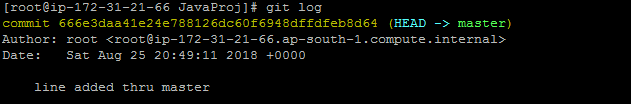 [root@ip-172-31-21-66 JavaProj]# git log
commit 666e3daa41e24e788126dc60f6948dffdfeb8d64 (HEAD -> master)
Author: root <root@ip-172-31-21-66.ap-south-1.compute.internal>
Date:   Sat Aug 25 20:49:11 2018 +0000
    line added thru master